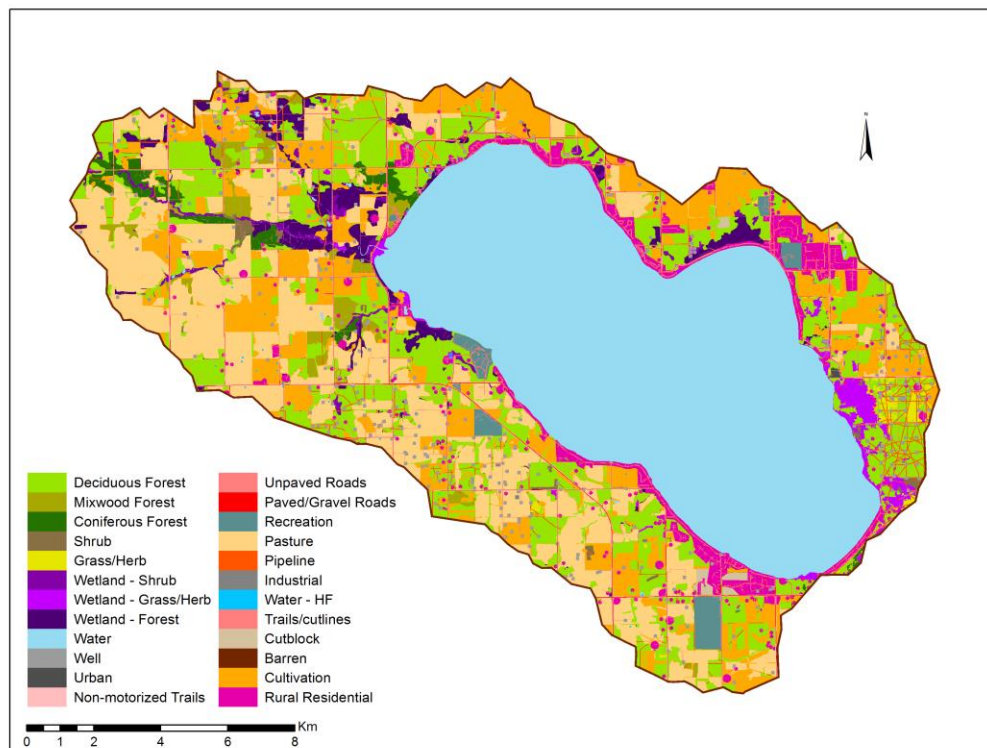 N
Deciduous Forest
Mixwood Forest
Coniferous Forest
Shrub
Grass/Herb
Wetland - Shrub
Wetland - Grass/Herb
Wetland - Forest
Water
Well
Urban
Non-motorized Trails
Unpaved Roads
Paved/Gravel Roads
Recreation
Pasture
Pipeline
Industrial
Water - HF
Trails/cutlines
Cutblock
Barren
Cultivation
Rural Residential
Km
0 1 2 4 6 8